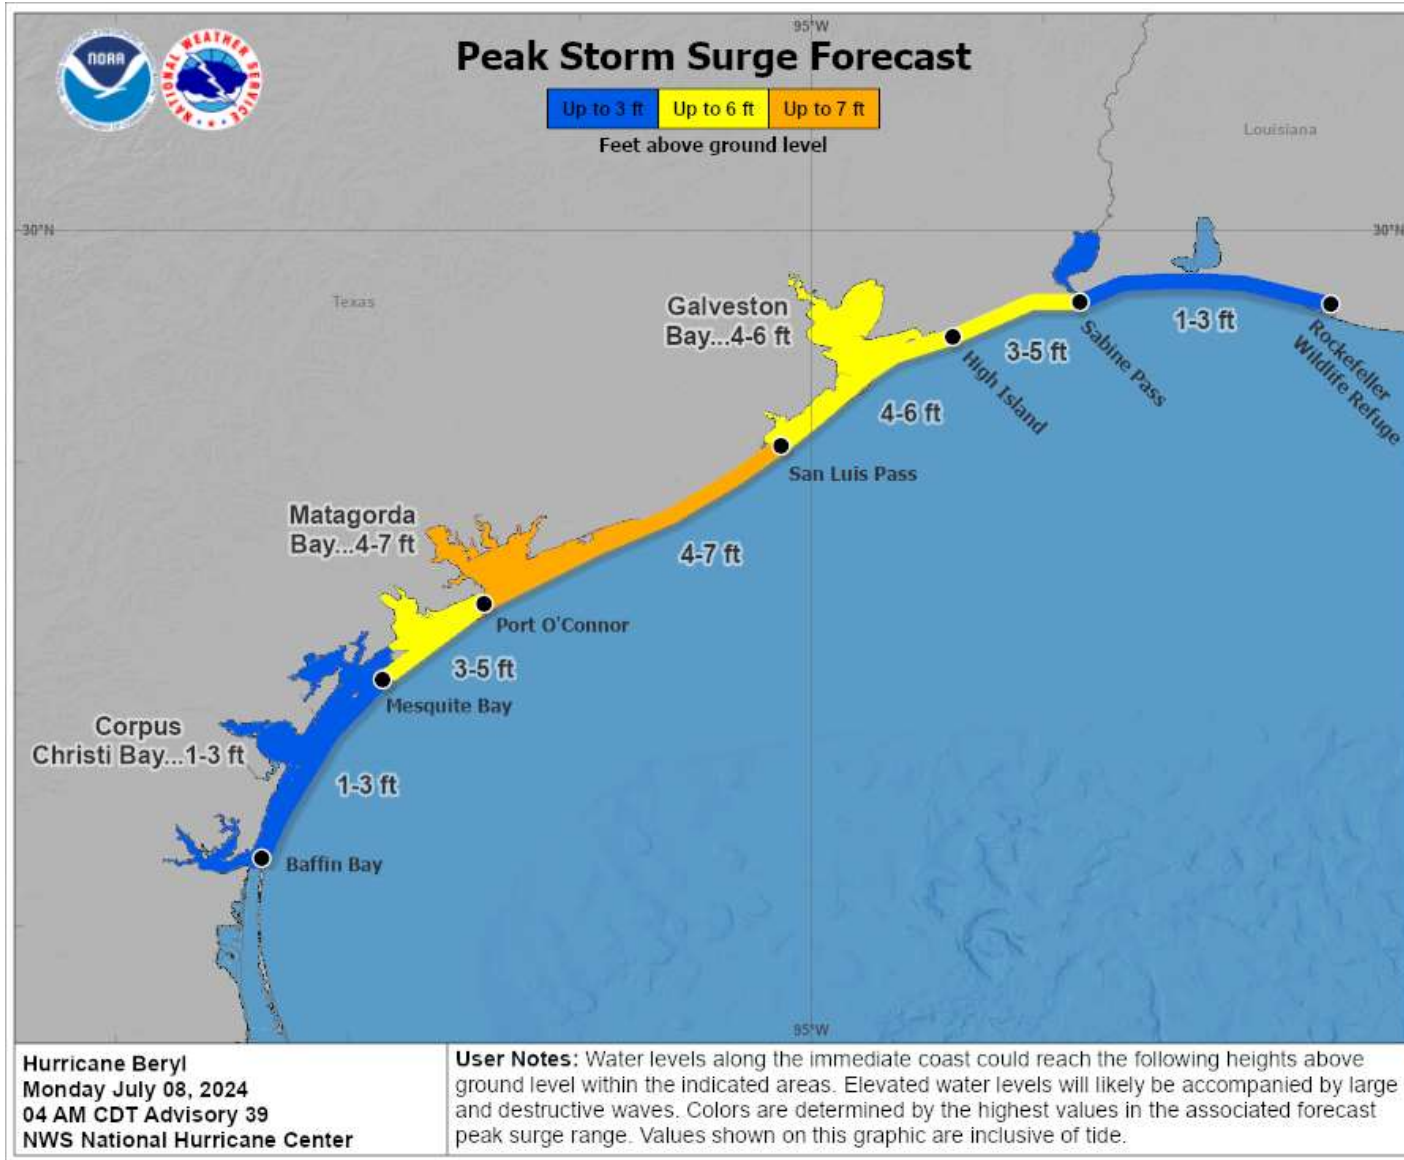 95°W
NOAA
NATIONAL WEATHER SERVICE
Peak Storm Surge Forecast
Up to 3 ft Up to 6 ft Up to 7 ft
Feet above ground level
Louisiana
30°N
30°N
Texas
Galveston
Bay...4-6 ft
1-3 ft
3-5 ft
Sabine Pass
Rockefeller
Wildlife Refuge
High Island
4-6 ft
San Luis Pass
Matagorda
Bay...4-7 ft
4-7 ft
Port O'Connor
3-5 ft
Mesquite Bay
Corpus
Christi Bay...1-3 ft
1-3 ft
Baffin Bay
95°W
Hurricane Beryl
Monday July 08, 2024
04 AM CDT Advisory 39
NWS National Hurricane Center
User Notes: Water levels along the immediate coast could reach the following heights above
ground level within the indicated areas. Elevated water levels will likely be accompanied by large
and destructive waves. Colors are determined by the highest values in the associated forecast
peak surge range. Values shown on this graphic are inclusive of tide.